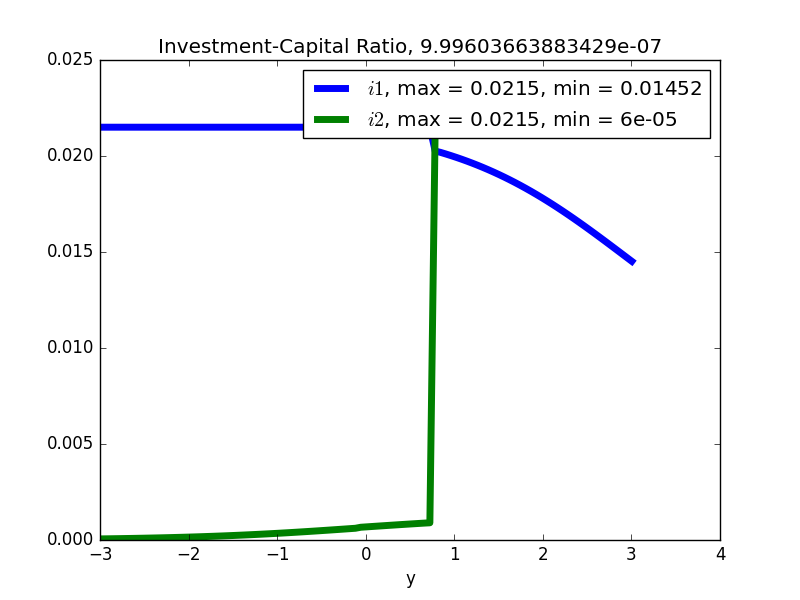 Investment-Capital Ratio, 9.99603663883429e-07
0.025
i1, max = 0.0215, min = 0.01452
i2, max = 0.0215, min = 6e-05
0.020
0.015
0.010
0.005
0.000
−3 −2 −1 0 1 2 3 4
y